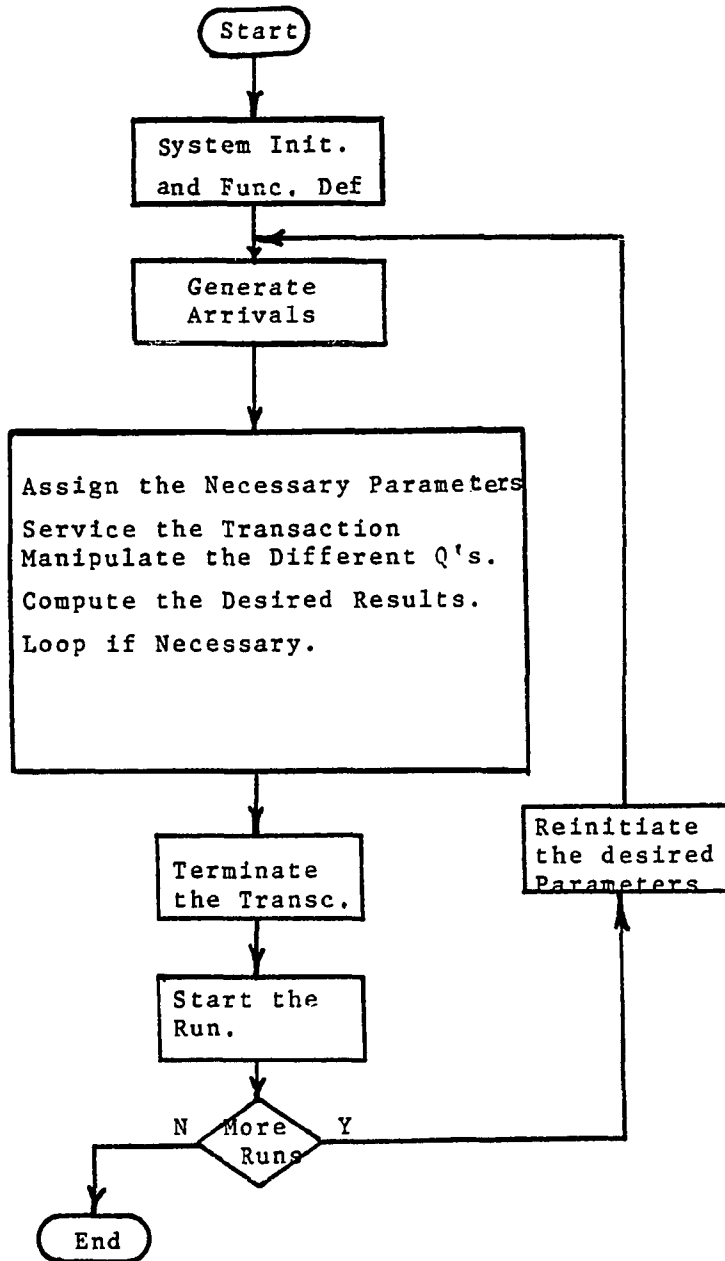 Start
System Init.
and Func. Def
Generate
Arrivals
Assign the Necessary Parameters
Service the Transaction
Manipulate the Different Q's.
Compute the Desired Results.
Loop if Necessary.
Terminate
the Transc.
Reinitiate
the desired
Parameters
Start the
Run.
N
More
Runs
Y
End